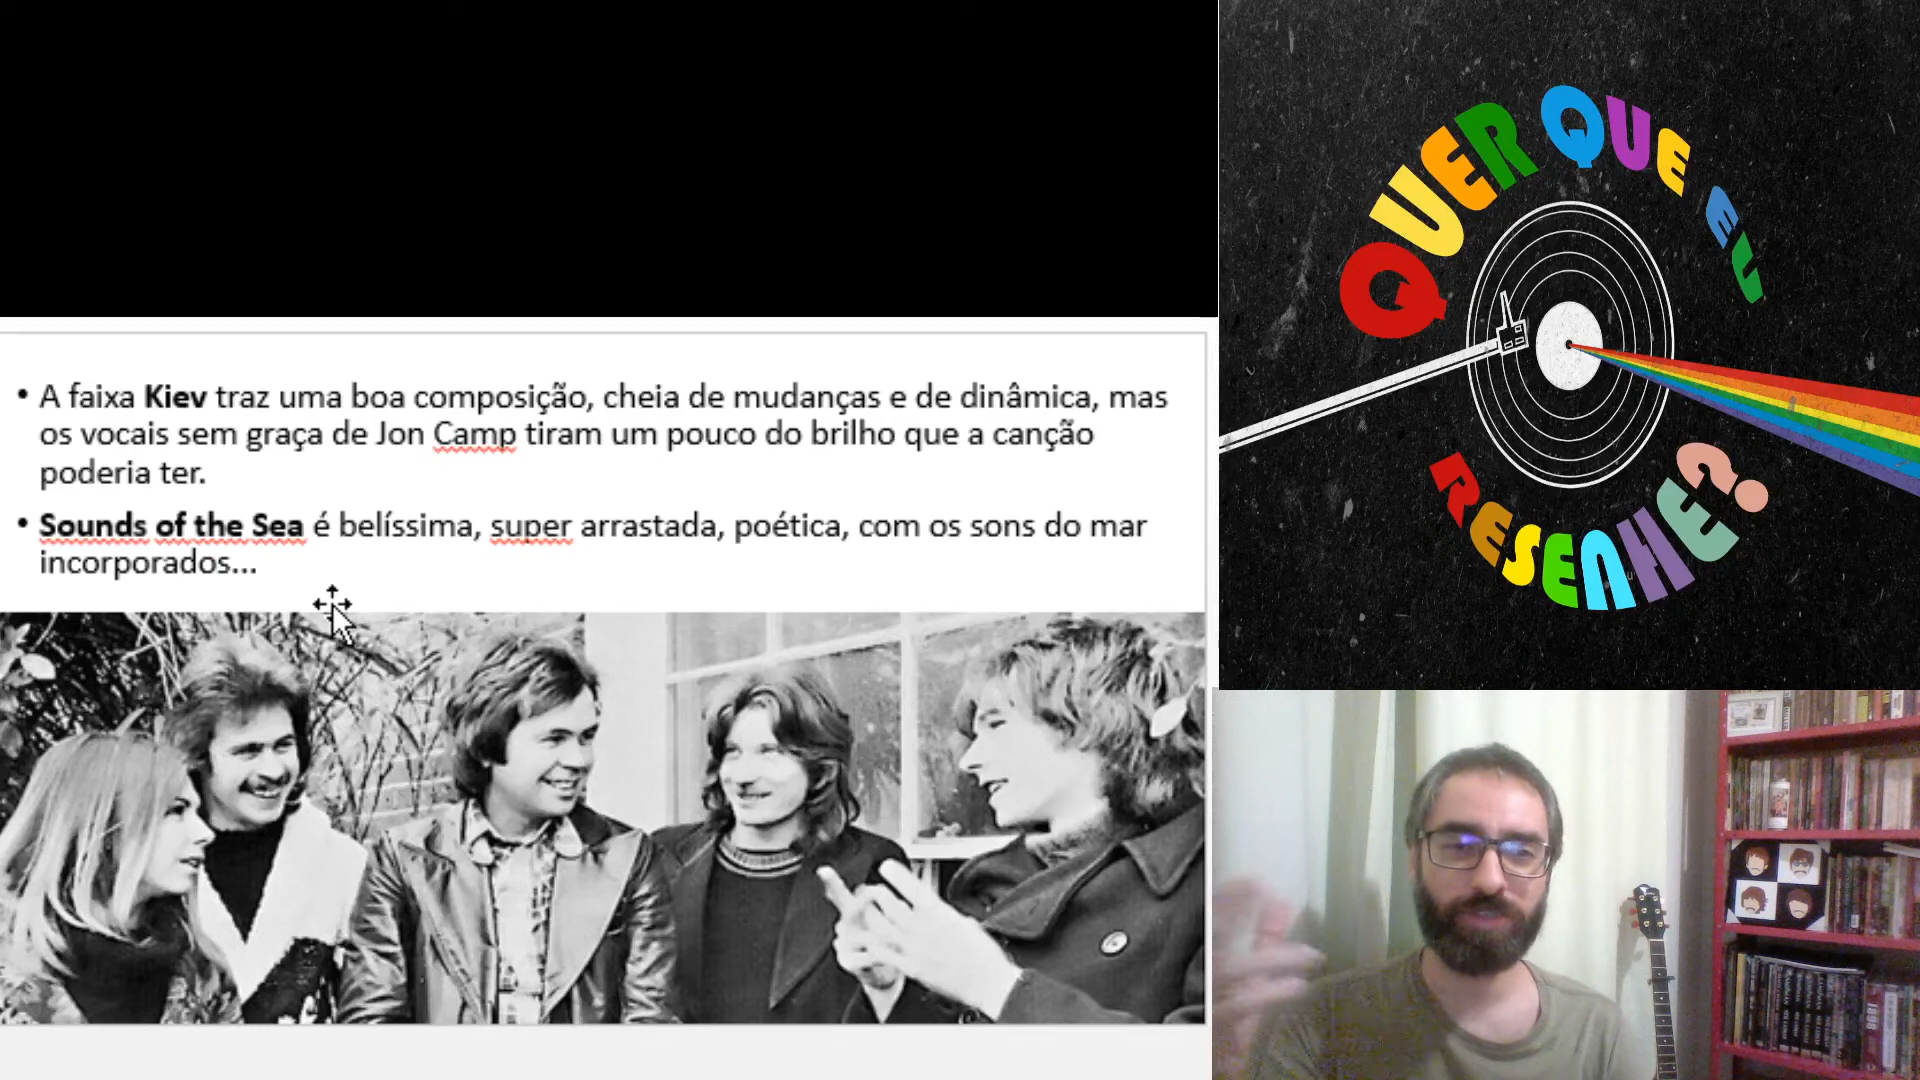 • A faixa Kiev traz uma boa composição, cheia de mudanças e de dinâmica, mas
os vocais sem graça de Jon Camp tiram um pouco do brilho que a canção
poderia ter.
• Sounds of the Sea é belíssima, super arrastada, poética, com os sons do mar
incorporados...
QUER QUE EU
RESENHE?